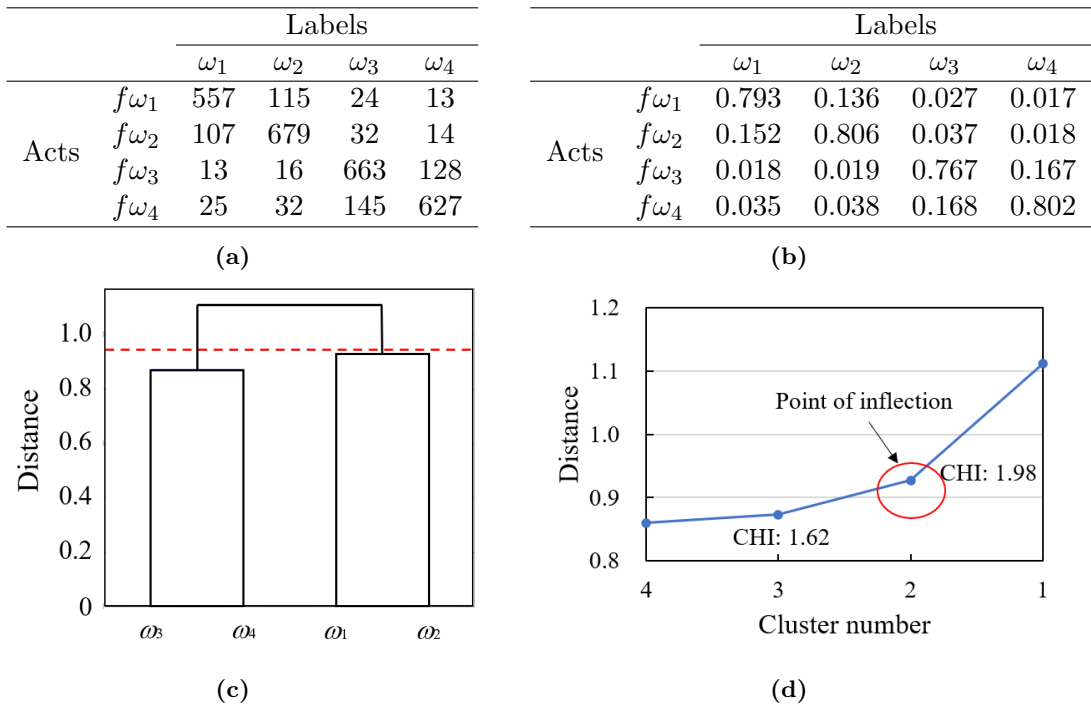 Labels
ω₁ ω₂ ω₃ ω₄
fω₁ 557 115 24 13
Acts
fω₂ 107 679 32 14
fω₃ 13 16 663 128
fω₄ 25 32 145 627
(a)
Labels
ω₁ ω₂ ω₃ ω₄
fω₁ 0.793 0.136 0.027 0.017
Acts
fω₂ 0.152 0.806 0.037 0.018
fω₃ 0.018 0.019 0.767 0.167
fω₄ 0.035 0.038 0.168 0.802
(b)
Distance
1.0
0.8
0.6
0.4
0.2
0
ω₃ ω₄ ω₁ ω₂
(c)
Distance
1.2
1.1
1.0
0.9
0.8
Point of inflection
CHI: 1.98
CHI: 1.62
4 3 2 1
Cluster number
(d)